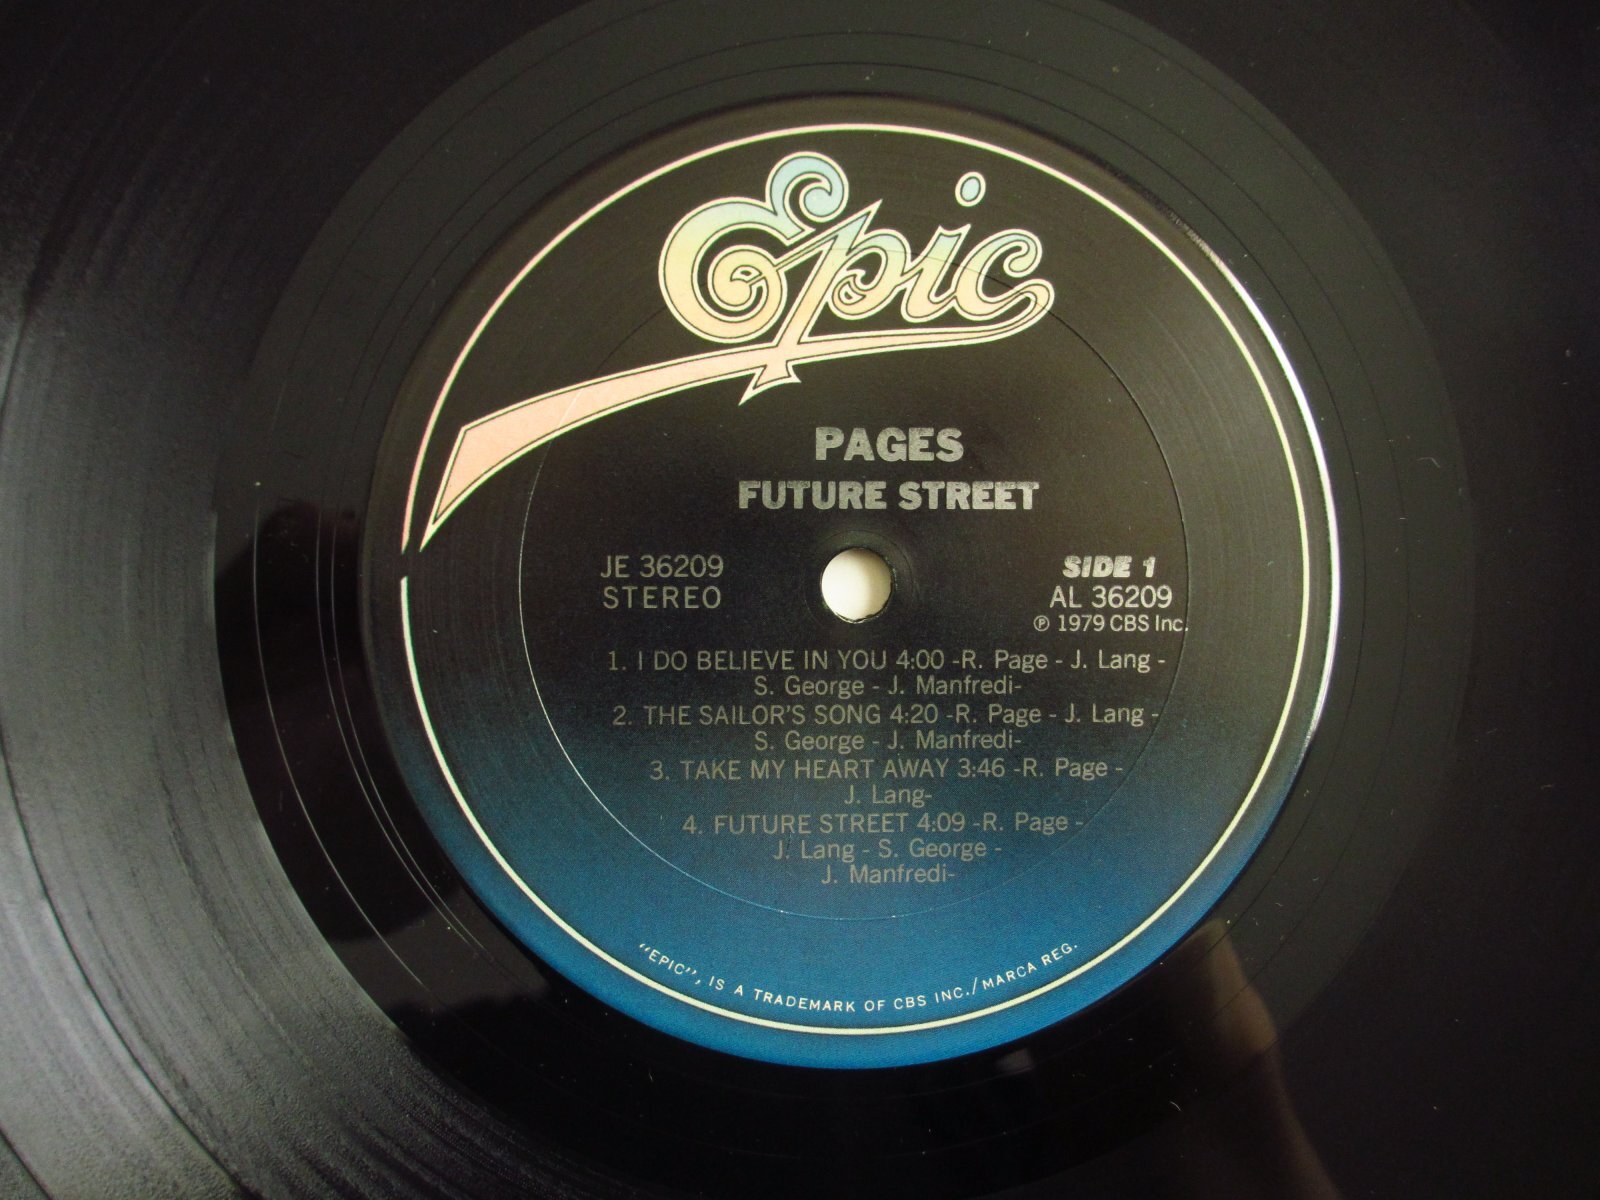 Epic
PAGES
FUTURE STREET
JE 36209
STEREO
SIDE 1
AL 36209
℗ 1979 CBS Inc.
1. I DO BELIEVE IN YOU 4:00 -R. Page - J. Lang -
S. George - J. Manfredi-
2. THE SAILOR'S SONG 4:20 -R. Page - J. Lang -
S. George - J. Manfredi-
3. TAKE MY HEART AWAY 3:46 -R. Page -
J. Lang-
4. FUTURE STREET 4:09 -R. Page -
J. Lang - S. George -
J. Manfredi-
“EPIC”, IS A TRADEMARK OF CBS INC./MARCA REG.